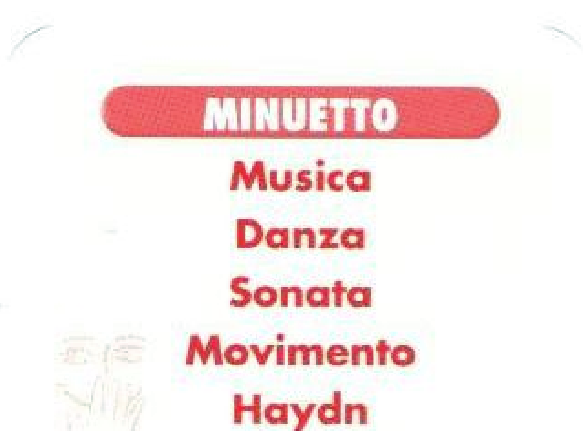 MINUETTO
Musica
Danza
Sonata
Movimento
Haydn